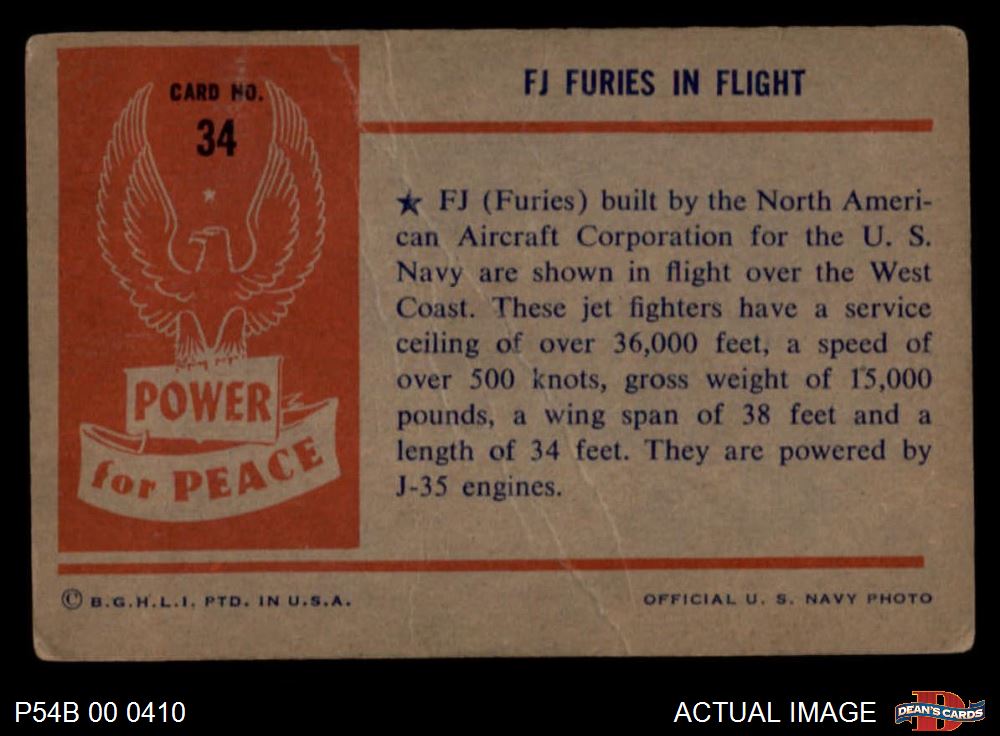 CARD NO.
34
POWER
for PEACE
FJ FURIES IN FLIGHT
★ FJ (Furies) built by the North Ameri-
can Aircraft Corporation for the U. S.
Navy are shown in flight over the West
Coast. These jet fighters have a service
ceiling of over 36,000 feet, a speed of
over 500 knots, gross weight of 15,000
pounds, a wing span of 38 feet and a
length of 34 feet. They are powered by
J-35 engines.
© B.G.H.L.I. PTD. IN U.S.A.
OFFICIAL U. S. NAVY PHOTO
P54B 00 0410
ACTUAL IMAGE
DEAN'S CARDS